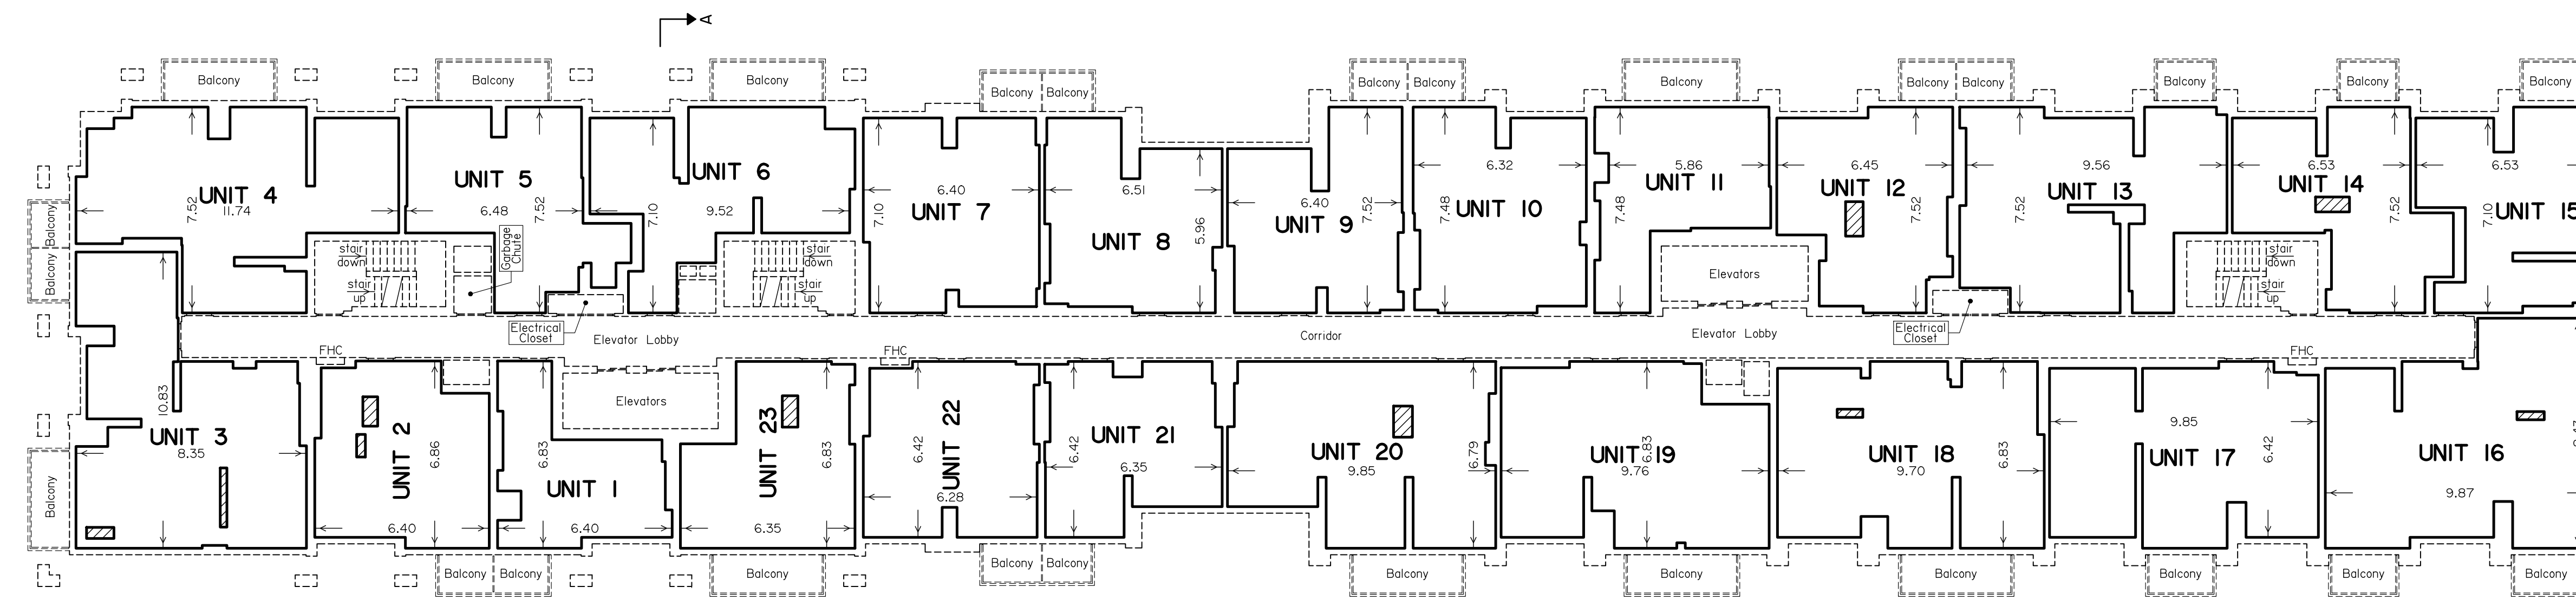 A
Balcony
Balcony
Balcony
Balcony
Balcony
Balcony
Balcony
Balcony
Balcony
Balcony
Balcony
Balcony
Balcony
UNIT 4
7.52
11.74
UNIT 5
6.48
7.52
UNIT 6
7.10
9.52
UNIT 7
7.10
6.40
UNIT 8
6.51
5.96
UNIT 9
6.40
7.52
UNIT 10
6.32
7.48
UNIT 11
5.86
7.48
UNIT 12
6.45
7.52
UNIT 13
9.56
7.52
UNIT 14
6.53
7.52
UNIT 15
6.53
7.10
Balcony
Balcony
stair
down
stair
up
Garbage
Chute
stair
down
stair
up
Elevators
stair
down
stair
up
Electrical
Closet
Elevator Lobby
Corridor
Elevator Lobby
Electrical
Closet
FHC
FHC
FHC
UNIT 3
10.83
8.35
UNIT 2
6.86
6.40
UNIT 1
6.83
6.40
Elevators
UNIT 23
6.83
6.35
UNIT 22
6.42
6.28
UNIT 21
6.42
6.35
UNIT 20
9.85
6.79
UNIT 19
6.83
9.76
UNIT 18
9.70
6.83
UNIT 17
9.85
6.42
UNIT 16
9.87
Balcony
Balcony
Balcony
Balcony
Balcony
Balcony
Balcony
Balcony
Balcony
Balcony
Balcony
Balcony